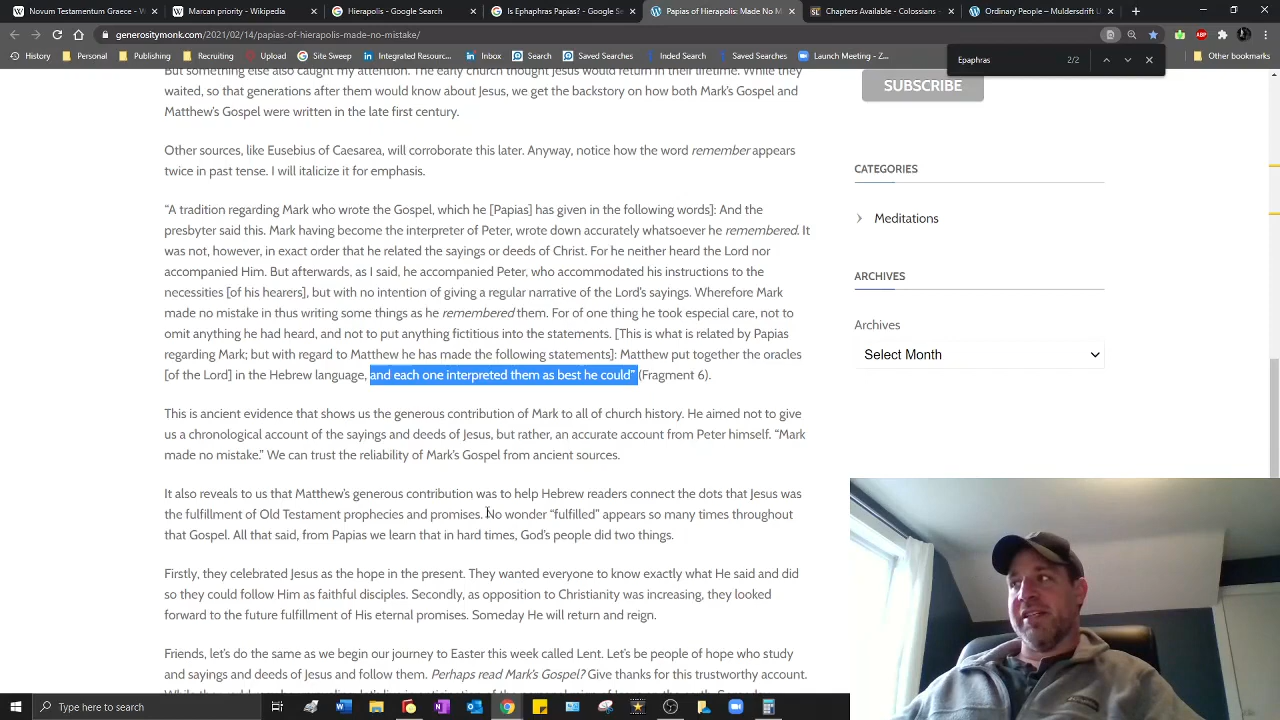 Novum Testamentum Graece - W
Marty priming - Wikipedia
Hierapolis - Google Search
Is Ephapras Papias? - Google Se
Papias of Hierapolis Made No M
Chapters Available - Colossians -
Ordinary People – Muldersdrift U
generositymonk.com/2021/02/14/papias-of-hierapolis-made-no-mistake/
History
Personal
Parishes
Recruiting
Upload
Site Search
Integrated Resource...
Inbox
Search
Saved Searches
Indeed Search
Launch Meeting - Z...
Other bookmarks
Epaphras 2/2
But something else also caught my attention. The early church thought Jesus would return in their lifetime. While they
waited, so that generations after them would know about Jesus, we get the backstory on how both Mark's Gospel and
Matthew's Gospel were written in the late first century.
Other sources, like Eusebius of Caesarea, will corroborate this later. Anyway, notice how the word remember appears
twice in past tense. I will italicize it for emphasis.
“A tradition regarding Mark who wrote the Gospel, which he [Papias] has given in the following words]: And the
presbyter said this. Mark having become the interpreter of Peter, wrote down accurately whatsoever he remembered. It
was not, however, in exact order that he related the sayings or deeds of Christ. For he neither heard the Lord nor
accompanied Him. But afterwards, as I said, he accompanied Peter, who accommodated his instructions to the
necessities [of his hearers], but with no intention of giving a regular narrative of the Lord's sayings. Wherefore Mark
made no mistake in thus writing some things as he remembered them. For of one thing he took especial care, not to
omit anything he had heard, and not to put anything fictitious into the statements. [This is what is related by Papias
regarding Mark; but with regard to Matthew he has made the following statements]: Matthew put together the oracles
[of the Lord] in the Hebrew language, and each one interpreted them as best he could” (Fragment 6).
This is ancient evidence that shows us the generous contribution of Mark to all of church history. He aimed not to give
us a chronological account of the sayings and deeds of Jesus, but rather, an accurate account from Peter himself. “Mark
made no mistake.” We can trust the reliability of Mark's Gospel from ancient sources.
It also reveals to us that Matthew's generous contribution was to help Hebrew readers connect the dots that Jesus was
the fulfillment of Old Testament prophecies and promises. No wonder “fulfilled” appears so many times throughout
that Gospel. All that said, from Papias we learn that in hard times, God's people did two things.
Firstly, they celebrated Jesus as the hope in the present. They wanted everyone to know exactly what He said and did
so they could follow Him as faithful disciples. Secondly, as opposition to Christianity was increasing, they looked
forward to the future fulfillment of His eternal promises. Someday He will return and reign.
Friends, let's do the same as we begin our journey to Easter this week called Lent. Let's be people of hope who study
and sayings and deeds of Jesus and follow them. Perhaps read Mark's Gospel? Give thanks for this trustworthy account.
SUBSCRIBE
CATEGORIES
Meditations
ARCHIVES
Archives
Select Month
Type here to search